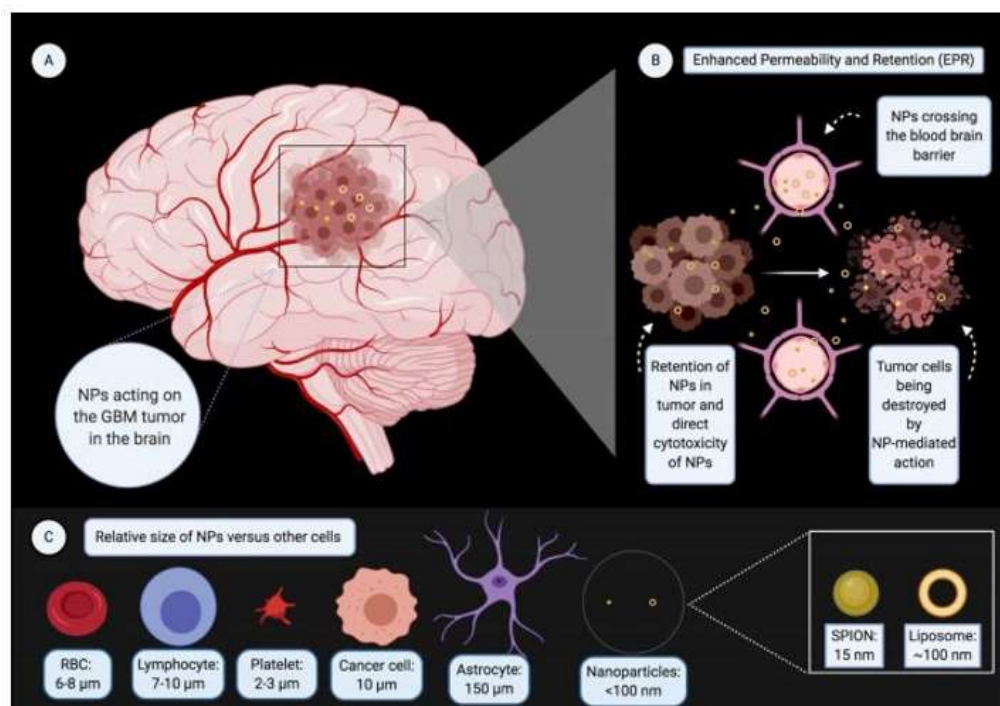 A
NPs acting on
the GBM tumor
in the brain
B
Enhanced Permeability and Retention (EPR)
NPs crossing
the blood brain
barrier
Retention of
NPs in
tumor and
direct
cytotoxicity
of NPs
Tumor cells
being
destroyed
by
NP-mediated
action
C
Relative size of NPs versus other cells
RBC:
6-8 µm
Lymphocyte:
7-10 µm
Platelet:
2-3 µm
Cancer cell:
10 µm
Astrocyte:
150 µm
Nanoparticles:
<100 nm
SPION:
15 nm
Liposome:
~100 nm